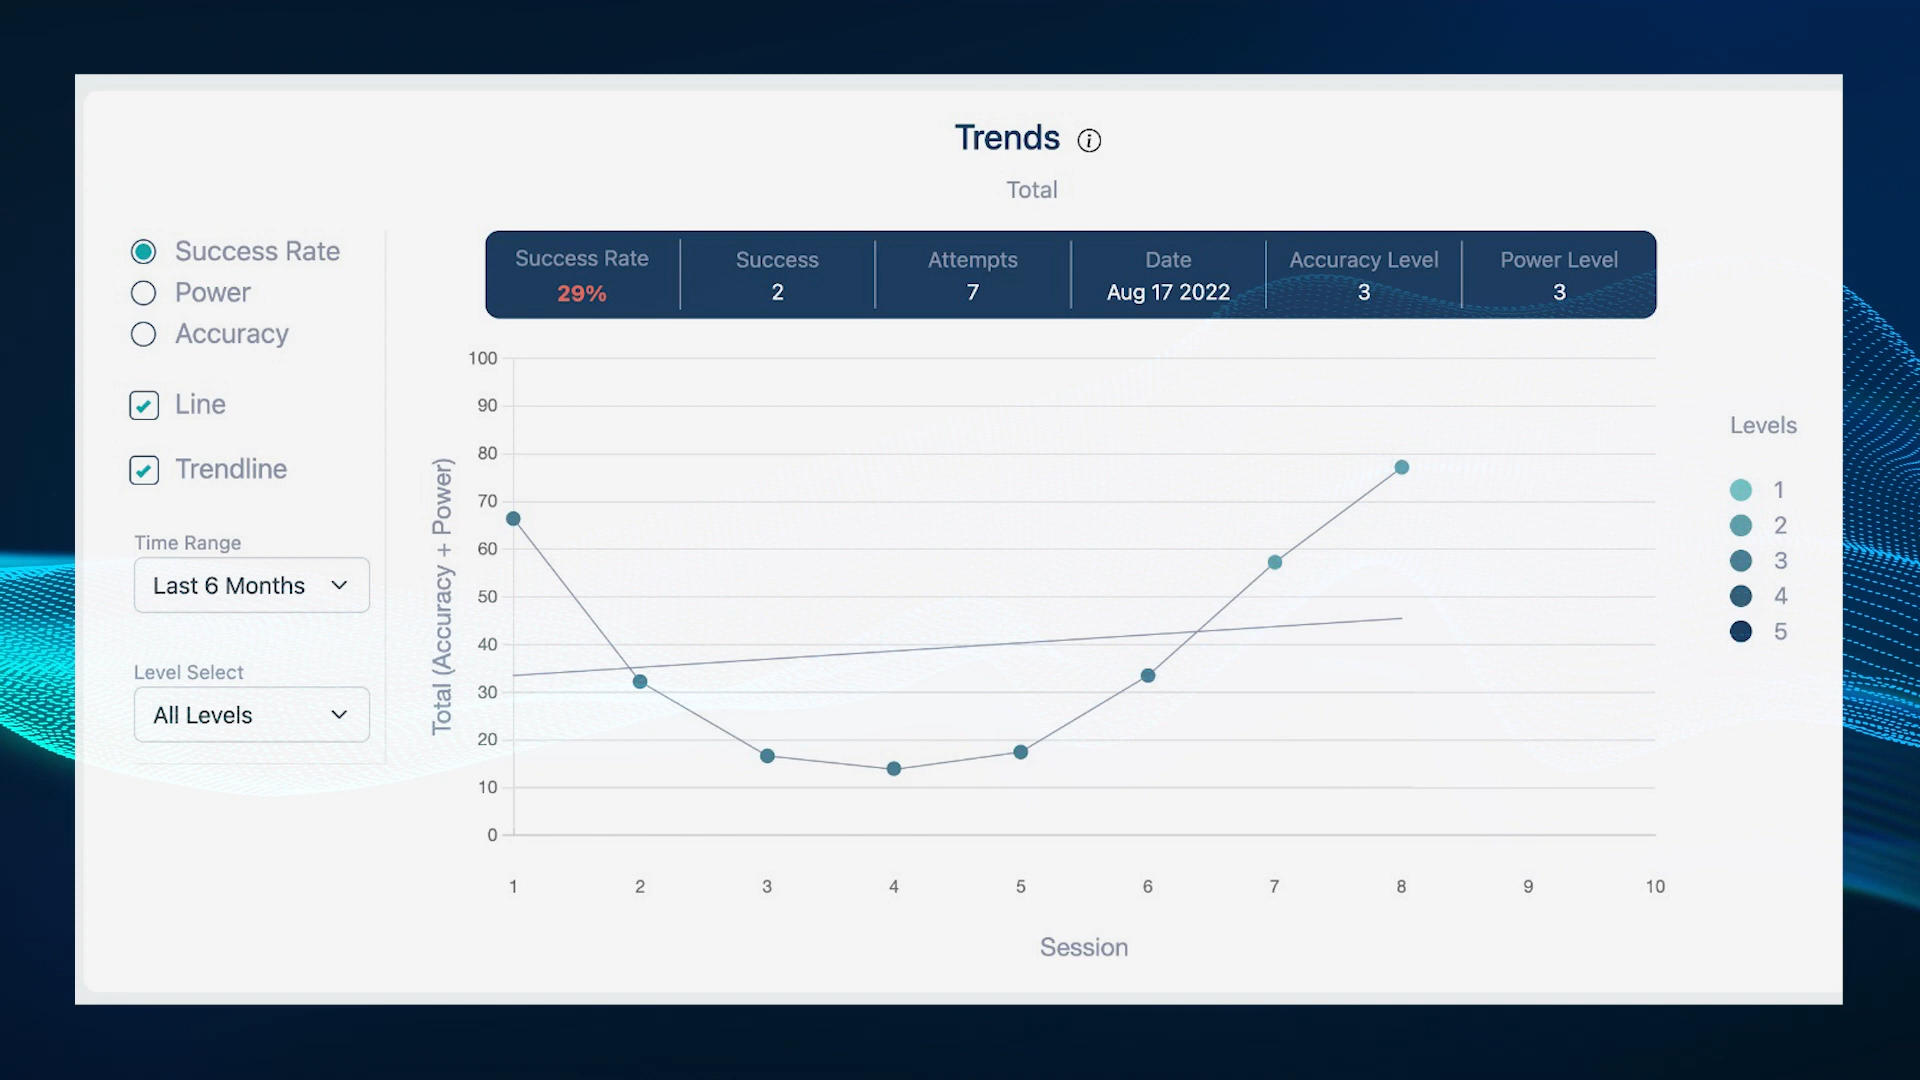 Trends
Total
Success Rate
Power
Accuracy
Line
Trendline
Time Range
Last 6 Months
Level Select
All Levels
Success Rate Success Attempts Date Accuracy Level Power Level
29% 2 7 Aug 17 2022 3 3
Total (Accuracy + Power)
100
90
80
70
60
50
40
30
20
10
0
1 2 3 4 5 6 7 8 9 10
Session
Levels
1
2
3
4
5